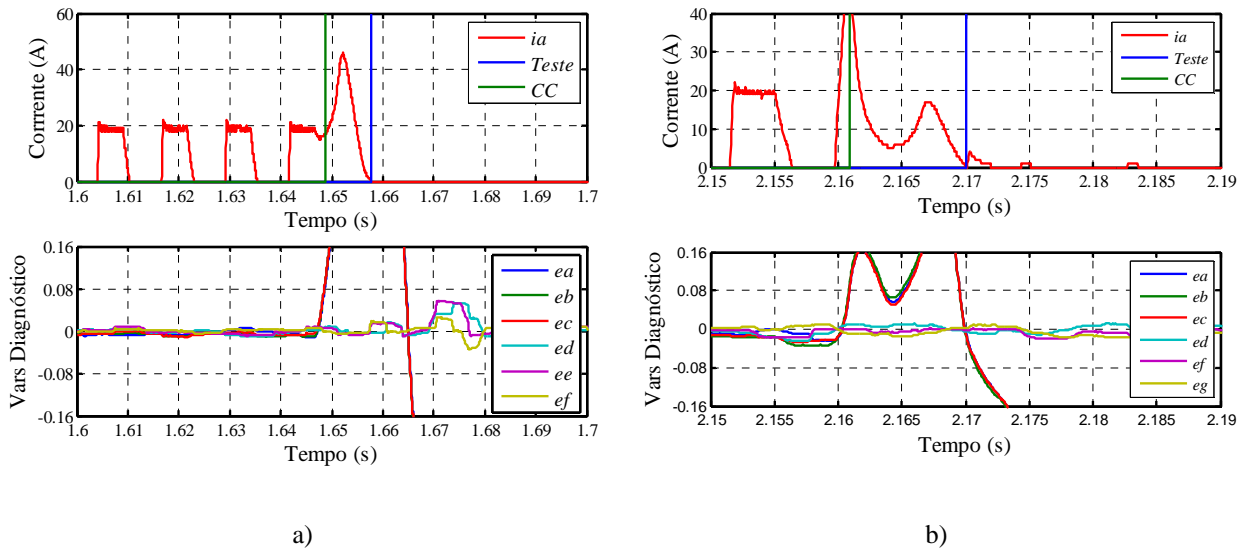 60
40
20
0
Corrente (A)
ia
Teste
CC
1.6 1.61 1.62 1.63 1.64 1.65 1.66 1.67 1.68 1.69 1.7
Tempo (s)
40
30
20
10
0
Corrente (A)
ia
Teste
CC
2.15 2.155 2.16 2.165 2.17 2.175 2.18 2.185 2.19
Tempo (s)
0.16
0.08
0
-0.08
-0.16
Vars Diagnóstico
ea
eb
ec
ed
ee
ef
1.6 1.61 1.62 1.63 1.64 1.65 1.66 1.67 1.68 1.69 1.7
Tempo (s)
0.16
0.08
0
-0.08
-0.16
Vars Diagnóstico
ea
eb
ec
ed
ef
eg
2.15 2.155 2.16 2.165 2.17 2.175 2.18 2.185 2.19
Tempo (s)
a)
b)